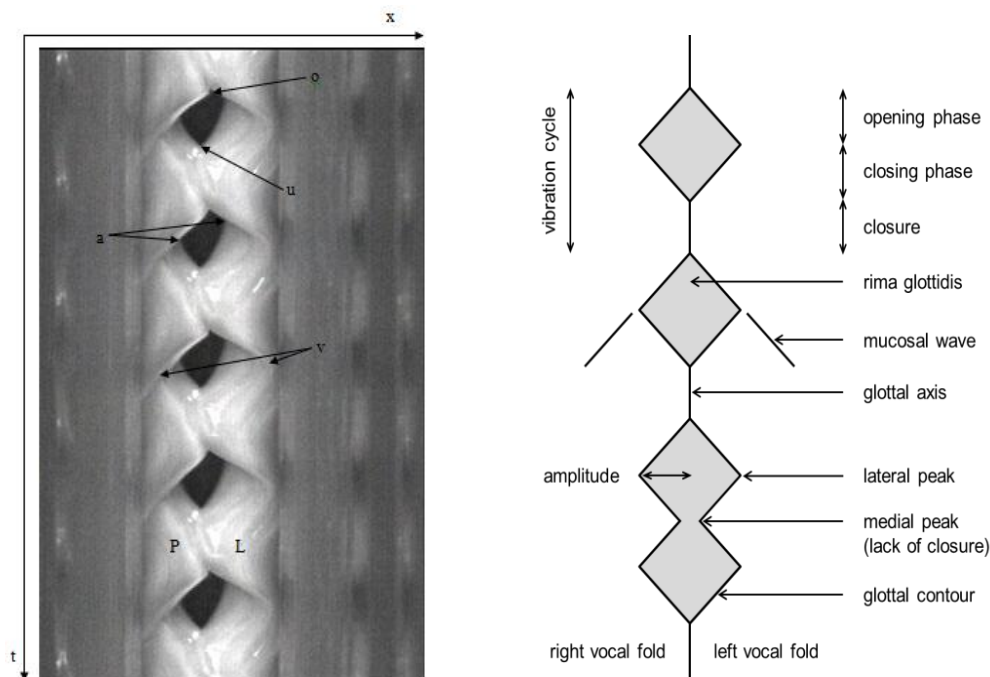 x
o
u
a
v
P L
t
vibration cycle
opening phase
closing phase
closure
rima glottidis
mucosal wave
glottal axis
amplitude
lateral peak
medial peak
(lack of closure)
glottal contour
right vocal fold left vocal fold